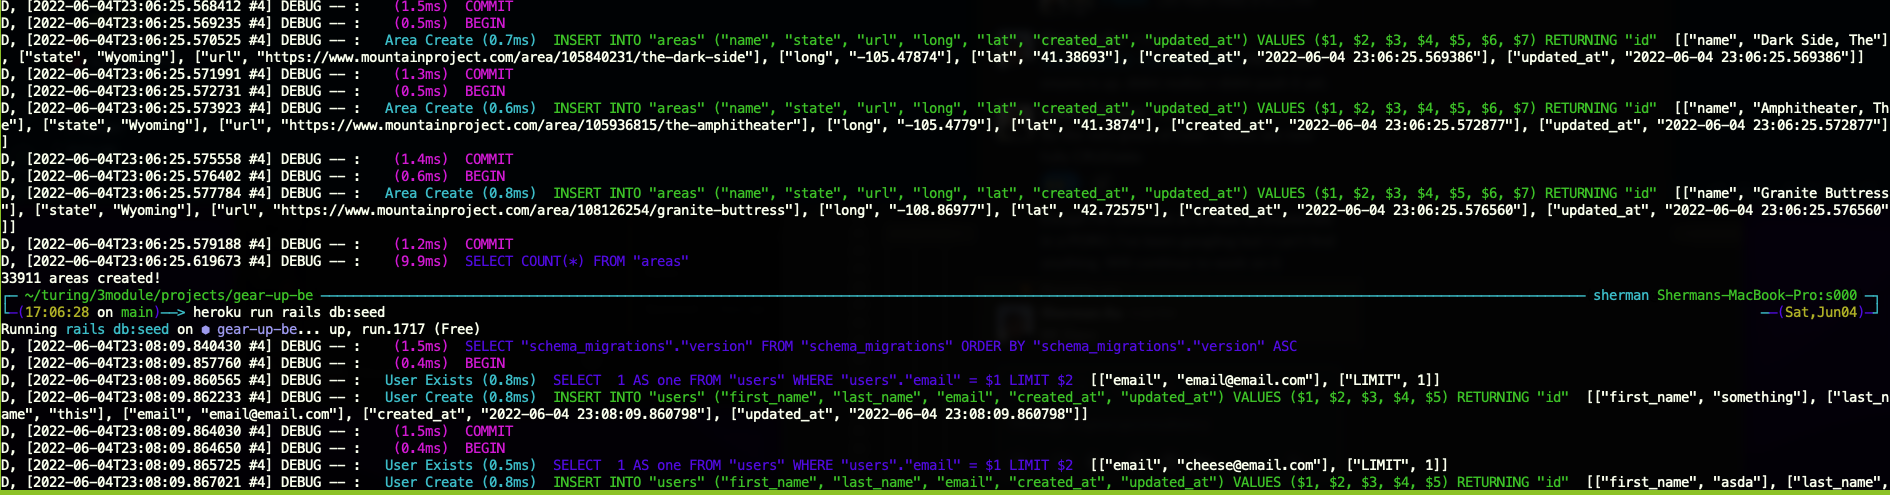 D, [2022-06-04T23:06:25.568412 #4] DEBUG -- :    (1.5ms)  COMMIT
D, [2022-06-04T23:06:25.569235 #4] DEBUG -- :    (0.5ms)  BEGIN
D, [2022-06-04T23:06:25.570525 #4] DEBUG -- :   Area Create (0.7ms)  INSERT INTO "areas" ("name", "state", "url", "long", "lat", "created_at", "updated_at") VALUES ($1, $2, $3, $4, $5, $6, $7) RETURNING "id"  [["name", "Dark Side, The"]
, ["state", "Wyoming"], ["url", "https://www.mountainproject.com/area/105840231/the-dark-side"], ["long", "-105.47874"], ["lat", "41.38693"], ["created_at", "2022-06-04 23:06:25.569386"], ["updated_at", "2022-06-04 23:06:25.569386"]]
D, [2022-06-04T23:06:25.571991 #4] DEBUG -- :    (1.3ms)  COMMIT
D, [2022-06-04T23:06:25.572731 #4] DEBUG -- :    (0.5ms)  BEGIN
D, [2022-06-04T23:06:25.573923 #4] DEBUG -- :   Area Create (0.6ms)  INSERT INTO "areas" ("name", "state", "url", "long", "lat", "created_at", "updated_at") VALUES ($1, $2, $3, $4, $5, $6, $7) RETURNING "id"  [["name", "Amphitheater, Th
e"], ["state", "Wyoming"], ["url", "https://www.mountainproject.com/area/105936815/the-amphitheater"], ["long", "-105.4779"], ["lat", "41.3874"], ["created_at", "2022-06-04 23:06:25.572877"], ["updated_at", "2022-06-04 23:06:25.572877"]
]
D, [2022-06-04T23:06:25.575558 #4] DEBUG -- :    (1.4ms)  COMMIT
D, [2022-06-04T23:06:25.576402 #4] DEBUG -- :    (0.6ms)  BEGIN
D, [2022-06-04T23:06:25.577784 #4] DEBUG -- :   Area Create (0.8ms)  INSERT INTO "areas" ("name", "state", "url", "long", "lat", "created_at", "updated_at") VALUES ($1, $2, $3, $4, $5, $6, $7) RETURNING "id"  [["name", "Granite Buttress
"], ["state", "Wyoming"], ["url", "https://www.mountainproject.com/area/108126254/granite-buttress"], ["long", "-108.86977"], ["lat", "42.72575"], ["created_at", "2022-06-04 23:06:25.576560"], ["updated_at", "2022-06-04 23:06:25.576560"
]]
D, [2022-06-04T23:06:25.579188 #4] DEBUG -- :    (1.2ms)  COMMIT
D, [2022-06-04T23:06:25.619673 #4] DEBUG -- :    (9.9ms)  SELECT COUNT(*) FROM "areas"
33911 areas created!
~/turing/3module/projects/gear-up-be sherman Shermans-MacBook-Pro:s000
(17:06:28 on main)──> heroku run rails db:seed (Sat,Jun04)
Running rails db:seed on ⬢ gear-up-be... up, run.1717 (Free)
D, [2022-06-04T23:08:09.840430 #4] DEBUG -- :    (1.5ms)  SELECT "schema_migrations"."version" FROM "schema_migrations" ORDER BY "schema_migrations"."version" ASC
D, [2022-06-04T23:08:09.857760 #4] DEBUG -- :    (0.4ms)  BEGIN
D, [2022-06-04T23:08:09.860565 #4] DEBUG -- :   User Exists (0.8ms)  SELECT  1 AS one FROM "users" WHERE "users"."email" = $1 LIMIT $2  [["email", "email@email.com"], ["LIMIT", 1]]
D, [2022-06-04T23:08:09.862233 #4] DEBUG -- :   User Create (0.8ms)  INSERT INTO "users" ("first_name", "last_name", "email", "created_at", "updated_at") VALUES ($1, $2, $3, $4, $5) RETURNING "id"  [["first_name", "something"], ["last_n
ame", "this"], ["email", "email@email.com"], ["created_at", "2022-06-04 23:08:09.860798"], ["updated_at", "2022-06-04 23:08:09.860798"]]
D, [2022-06-04T23:08:09.864030 #4] DEBUG -- :    (1.5ms)  COMMIT
D, [2022-06-04T23:08:09.864650 #4] DEBUG -- :    (0.4ms)  BEGIN
D, [2022-06-04T23:08:09.865725 #4] DEBUG -- :   User Exists (0.5ms)  SELECT  1 AS one FROM "users" WHERE "users"."email" = $1 LIMIT $2  [["email", "cheese@email.com"], ["LIMIT", 1]]
D, [2022-06-04T23:08:09.867021 #4] DEBUG -- :   User Create (0.8ms)  INSERT INTO "users" ("first_name", "last_name", "email", "created_at", "updated_at") VALUES ($1, $2, $3, $4, $5) RETURNING "id"  [["first_name", "asda"], ["last_name",